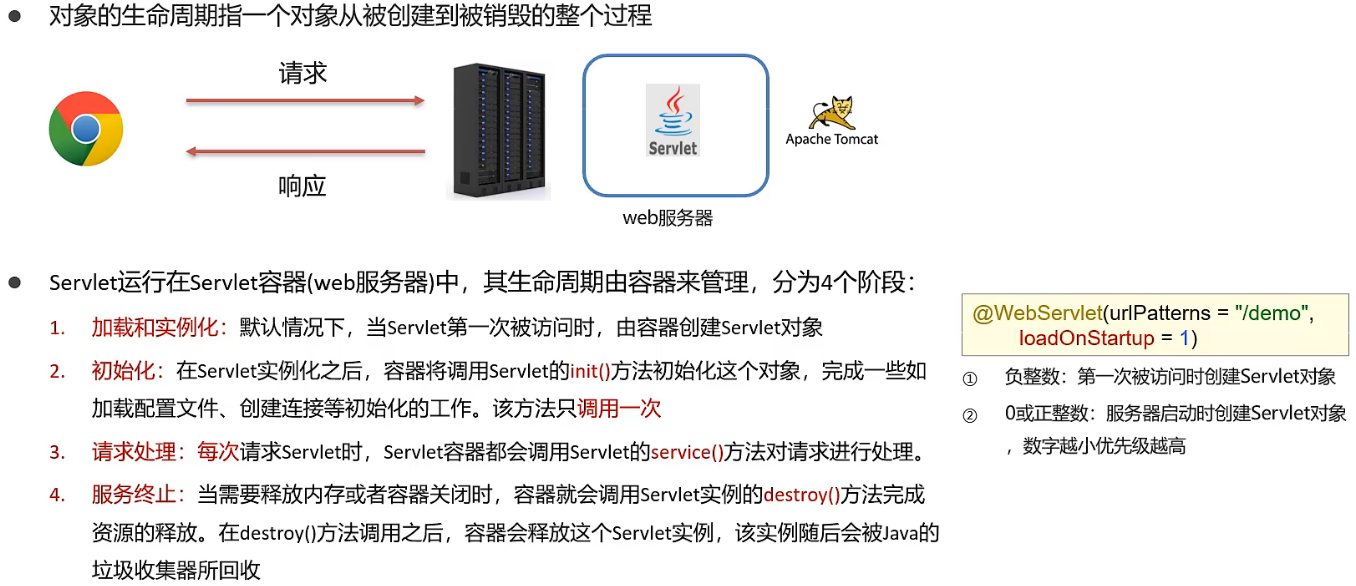 对象的生命周期指一个对象从被创建到被销毁的整个过程
请求
响应
Servlet
Apache Tomcat
web服务器
Servlet运行在Servlet容器(web服务器)中，其生命周期由容器来管理，分为4个阶段：
1. 加载和实例化：默认情况下，当Servlet第一次被访问时，由容器创建Servlet对象
2. 初始化：在Servlet实例化之后，容器将调用Servlet的init()方法初始化这个对象，完成一些如
加载配置文件、创建连接等初始化的工作。该方法只调用一次
3. 请求处理：每次请求Servlet时，Servlet容器都会调用Servlet的service()方法对请求进行处理。
4. 服务终止：当需要释放内存或者容器关闭时，容器就会调用Servlet实例的destroy()方法完成
资源的释放。在destroy()方法调用之后，容器会释放这个Servlet实例，该实例随后会被Java的
垃圾收集器所回收
@WebServlet(urlPatterns = "/demo",
loadOnStartup = 1)
① 负整数：第一次被访问时创建Servlet对象
② 0或正整数：服务器启动时创建Servlet对象
，数字越小优先级越高